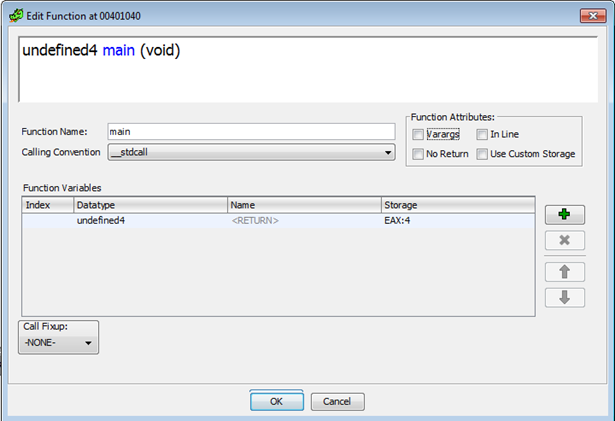 Edit Function at 00401040
undefined4 main (void)
Function Name: main
Calling Convention __stdcall
Function Attributes:
Varargs In Line
No Return Use Custom Storage
Function Variables
Index Datatype Name Storage
undefined4 <RETURN> EAX:4
Call Fixup:
-NONE-
OK Cancel